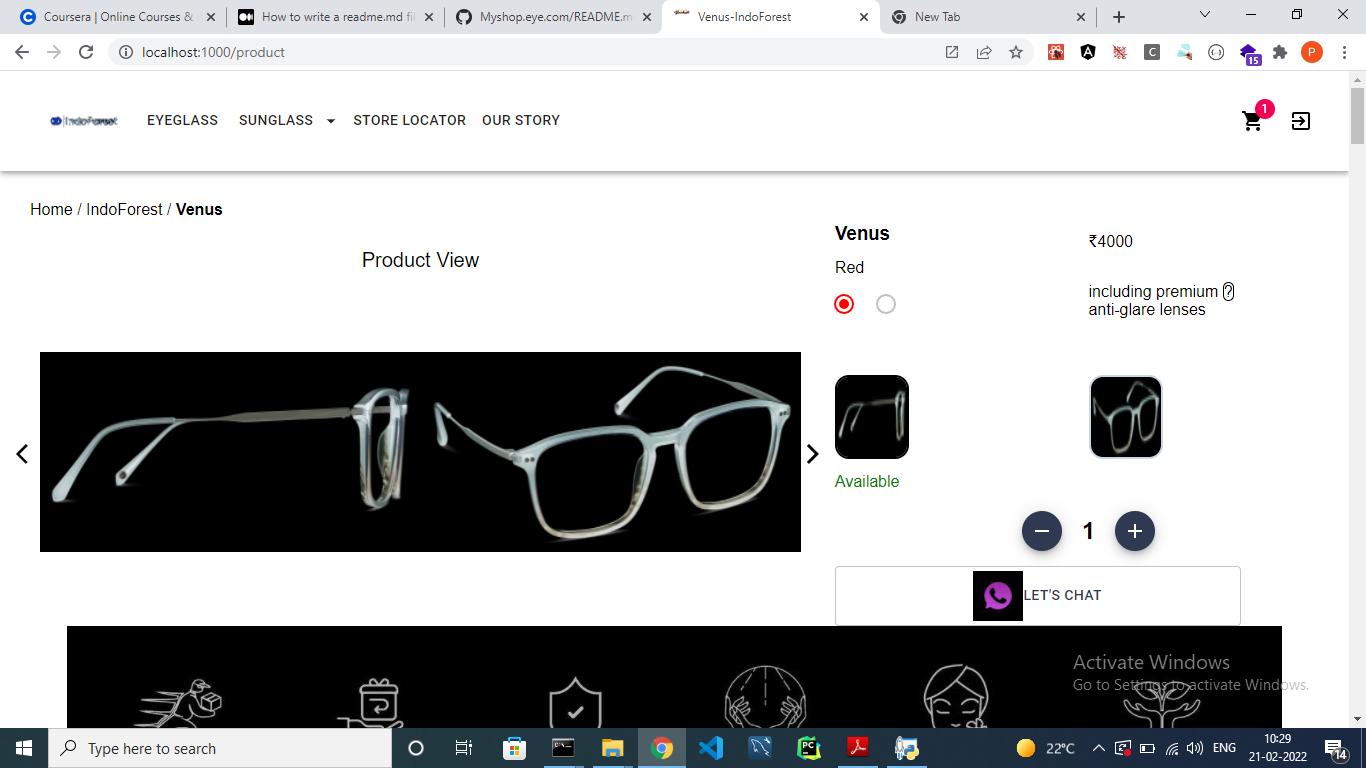 Coursera | Online Courses &
How to write a readme.md fil
Myshop.eye.com/README.m
Venus-IndoForest
New Tab
localhost:1000/product
15
P
IndoForest
EYEGLASS
SUNGLASS
STORE LOCATOR
OUR STORY
1
Home / IndoForest / Venus
Product View
Venus
₹4000
Red
including premium ?
anti-glare lenses
Available
1
LET'S CHAT
Activate Windows
Go to Settings to activate Windows.
Type here to search
22°C
ENG
10:29
21-02-2022
14